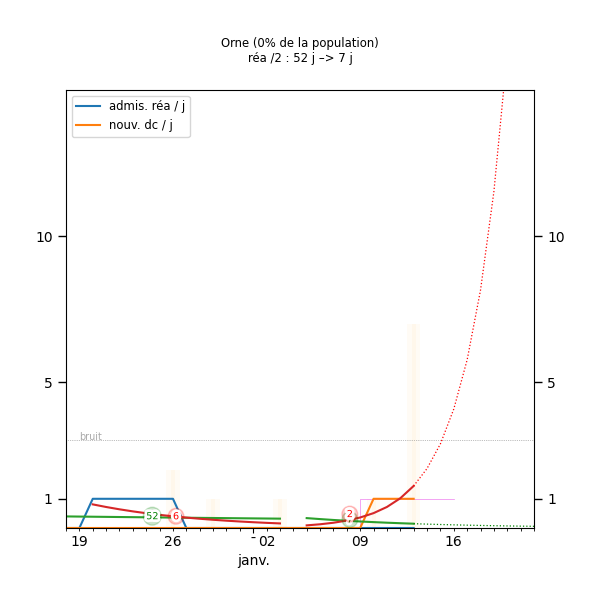 Orne (0% de la population)
réa /2 : 52 j –> 7 j
admis. réa / j
nouv. dc / j
10
10
5
5
bruit
1
1
52
6
2
19
26
- 02
09
16
janv.